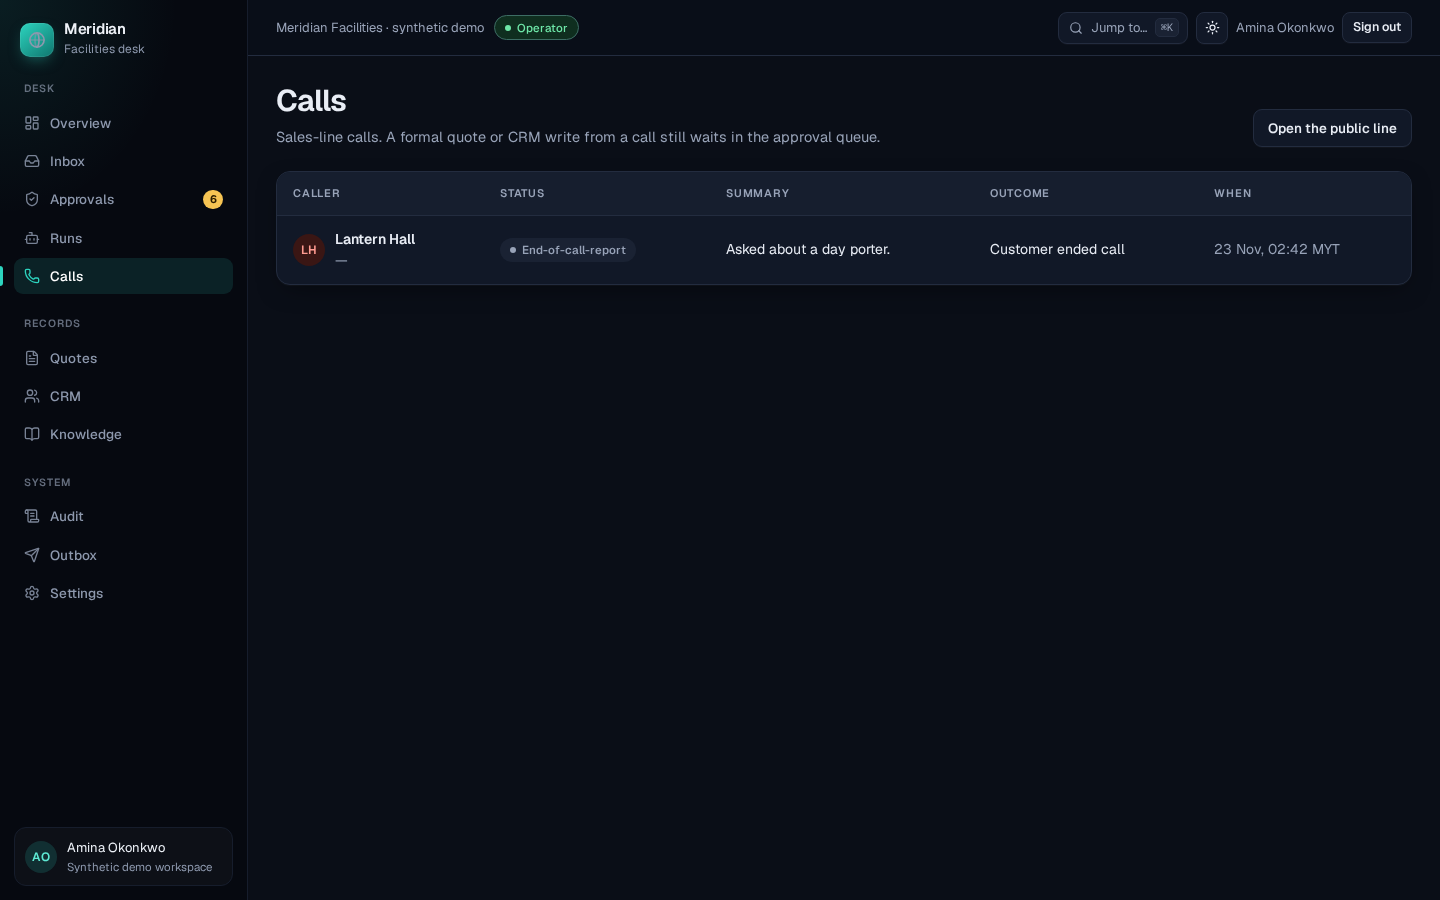 Meridian
Facilities desk
DESK
Overview
Inbox
Approvals 6
Runs
Calls
RECORDS
Quotes
CRM
Knowledge
SYSTEM
Audit
Outbox
Settings
AO
Amina Okonkwo
Synthetic demo workspace
Meridian Facilities · synthetic demo Operator
Jump to... ⌘K Amina Okonkwo Sign out
Calls
Sales-line calls. A formal quote or CRM write from a call still waits in the approval queue.
Open the public line
CALLER STATUS SUMMARY OUTCOME WHEN
LH Lantern Hall End-of-call-report Asked about a day porter. Customer ended call 23 Nov, 02:42 MYT
—